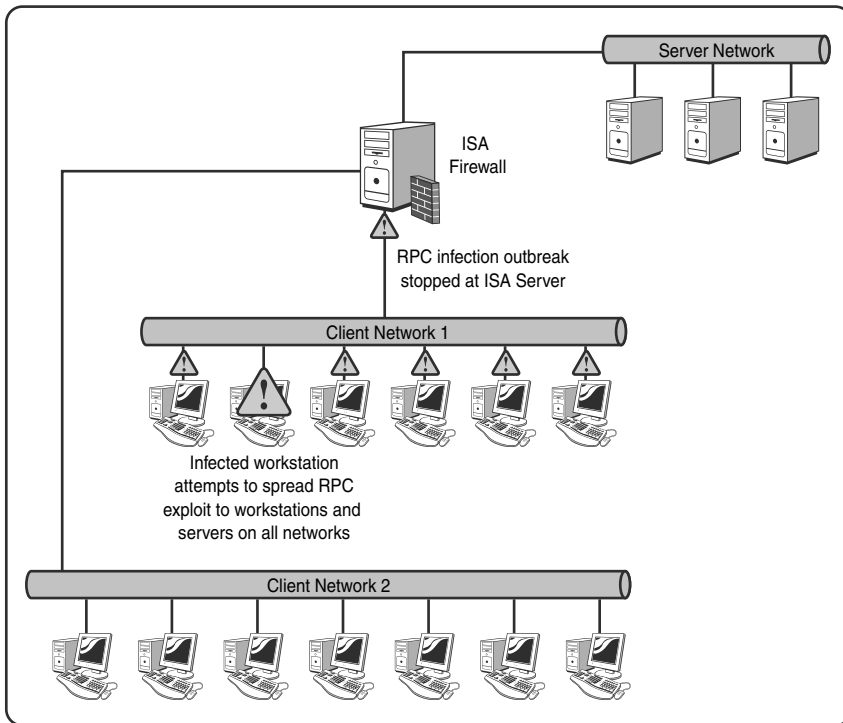 Server Network
ISA
Firewall
RPC infection outbreak
stopped at ISA Server
Client Network 1
Infected workstation
attempts to spread RPC
exploit to workstations and
servers on all networks
Client Network 2